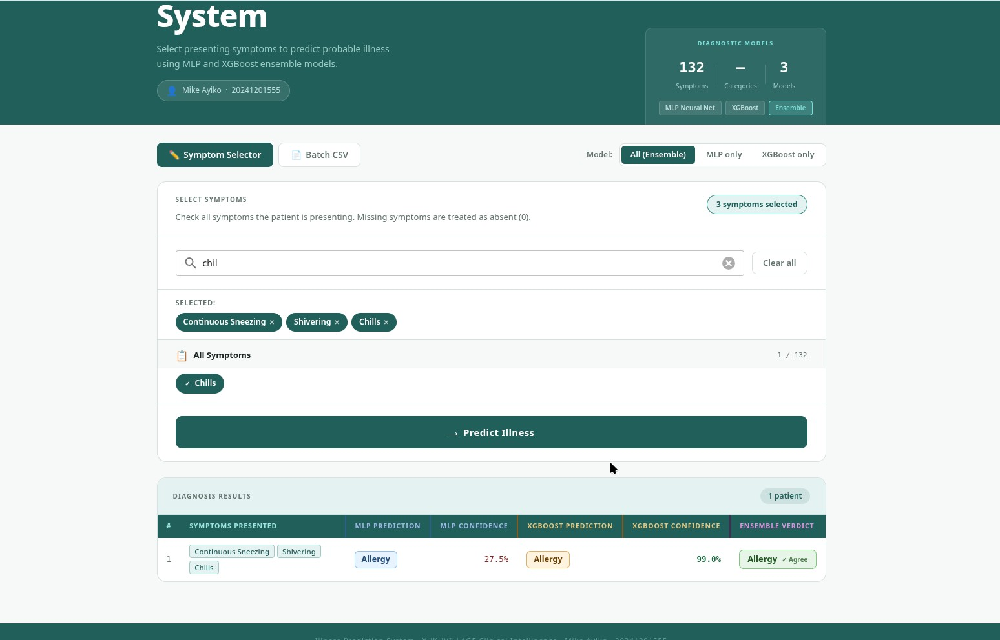 System
Select presenting symptoms to predict probable illness
using MLP and XGBoost ensemble models.
Mike Ayiko · 20241201555
DIAGNOSTIC MODELS
132 – 3
Symptoms Categories Models
MLP Neural Net XGBoost Ensemble
Symptom Selector Batch CSV Model: All (Ensemble) MLP only XGBoost only
SELECT SYMPTOMS
Check all symptoms the patient is presenting. Missing symptoms are treated as absent (0).
3 symptoms selected
chil
Clear all
SELECTED:
Continuous Sneezing × Shivering × Chills ×
All Symptoms 1 / 132
✓ Chills
→ Predict Illness
DIAGNOSIS RESULTS 1 patient
# SYMPTOMS PRESENTED MLP PREDICTION MLP CONFIDENCE XGBOOST PREDICTION XGBOOST CONFIDENCE ENSEMBLE VERDICT
1 Continuous Sneezing Shivering Allergy 27.5% Allergy 99.0% Allergy ✓ Agree
Chills